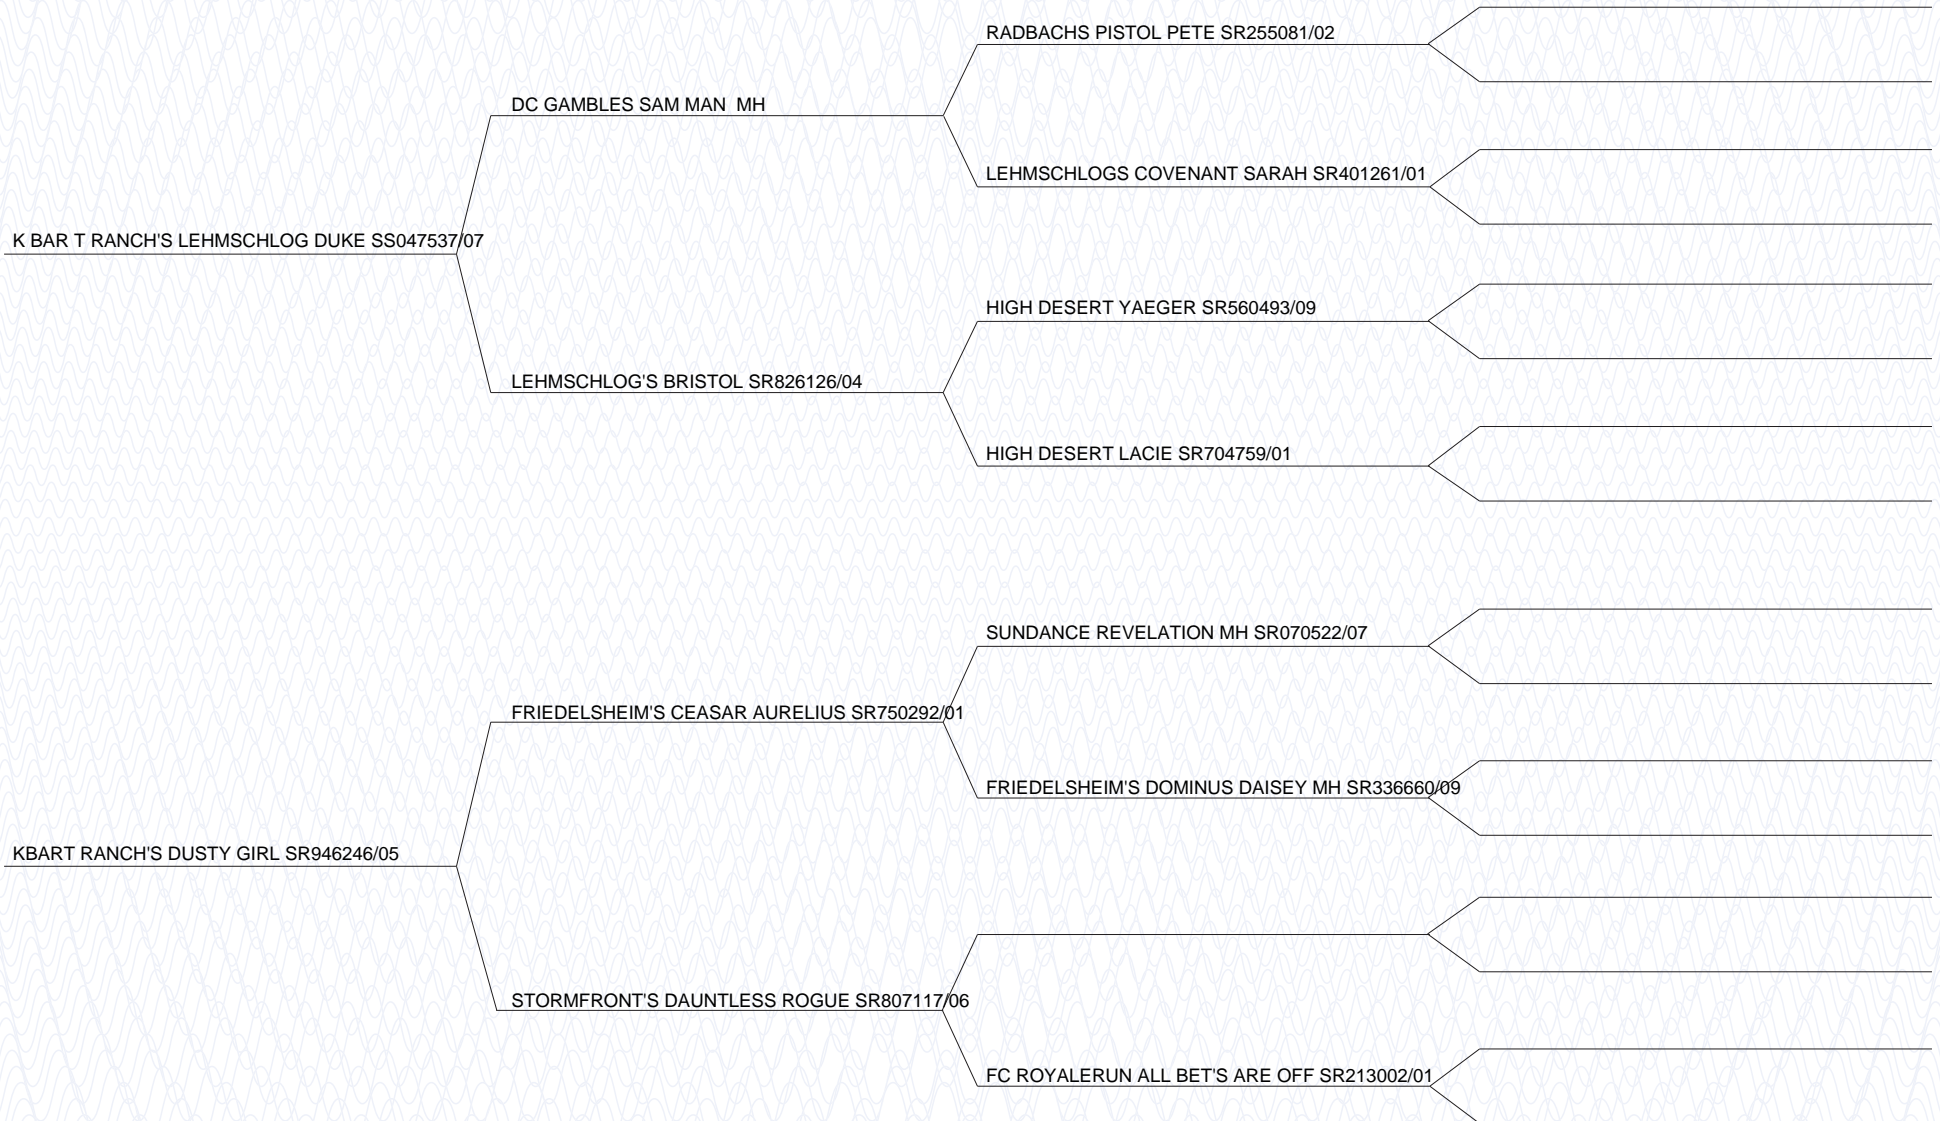 RADBACHS PISTOL PETE SR255081/02
DC GAMBLES SAM MAN  MH
LEHMSCHLOGS COVENANT SARAH SR401261/01
K BAR T RANCH'S LEHMSCHLOG DUKE SS047537/07
HIGH DESERT YAEGER SR560493/09
LEHMSCHLOG'S BRISTOL SR826126/04
HIGH DESERT LACIE SR704759/01
SUNDANCE REVELATION MH SR070522/07
FRIEDELSHEIM'S CEASAR AURELIUS SR750292/01
FRIEDELSHEIM'S DOMINUS DAISEY MH SR336660/09
KBART RANCH'S DUSTY GIRL SR946246/05
STORMFRONT'S DAUNTLESS ROGUE SR807117/06
FC ROYALERUN ALL BET'S ARE OFF SR213002/01